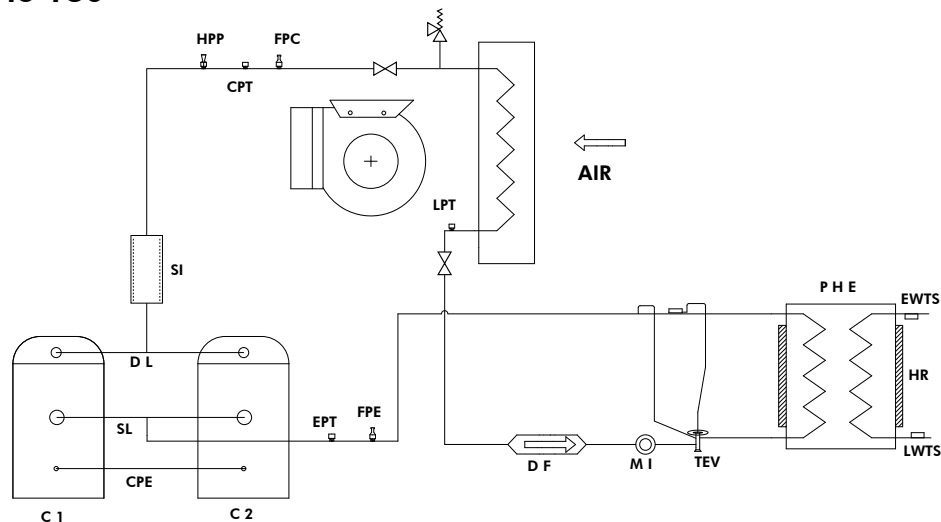 HPP
FPC
CPT
AIR
LPT
SI
P H E
EWTS
D L
HR
EPT
FPE
SL
D F
M I
TEV
LWTS
CPE
C 1
C 2